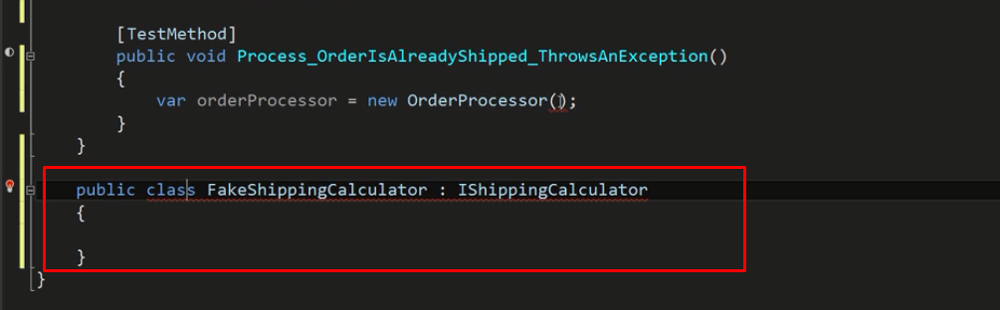 [TestMethod]
public void Process_OrderIsAlreadyShipped_ThrowsAnException()
{
var orderProcessor = new OrderProcessor();
}
}
public class FakeShippingCalculator : IShippingCalculator
{
}
}